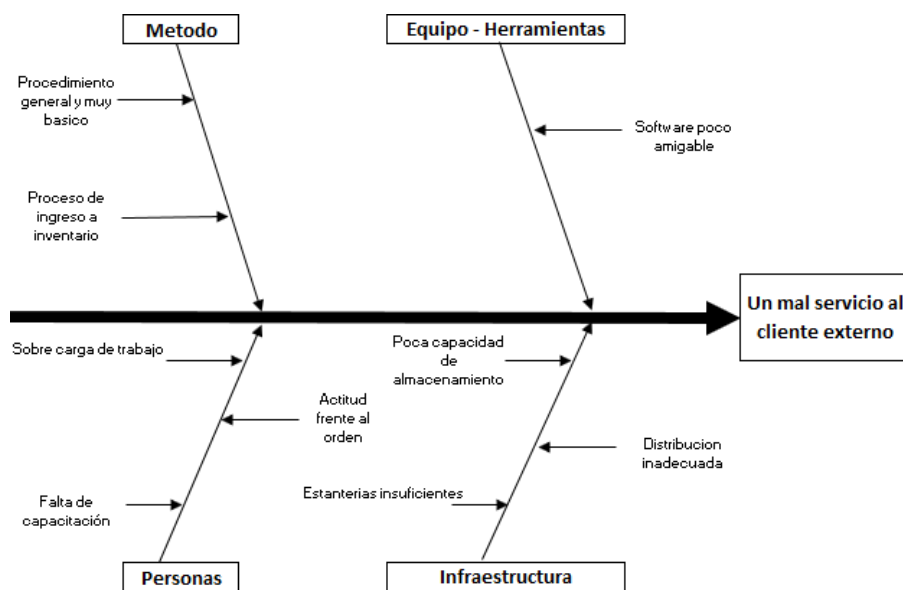 Metodo
Equipo - Herramientas
Procedimiento
general y muy
basico
Software poco
amigable
Proceso de
ingreso a
inventario
Un mal servicio al
cliente externo
Sobre carga de trabajo
Poca capacidad
de
almacenamiento
Actitud
frente al
orden
Distribucion
inadecuada
Estanterias insuficientes
Falta de
capacitación
Personas
Infraestructura